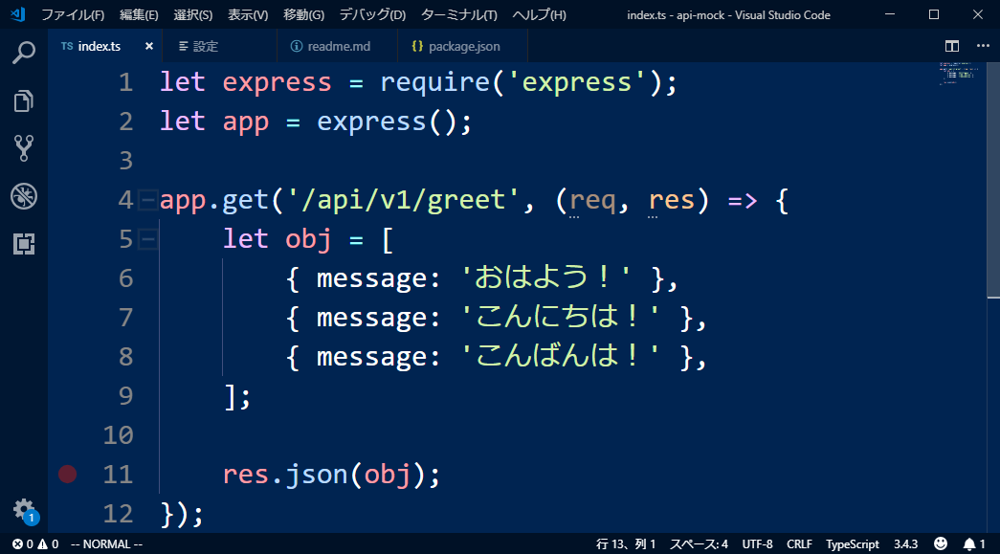 ファイル(F) 編集(E) 選択(S) 表示(V) 移動(G) デバッグ(D) ターミナル(T) ヘルプ(H) index.ts - api-mock - Visual Studio Code
TS index.ts 設定 readme.md {} package.json
1 let express = require('express');
2 let app = express();
3
4 app.get('/api/v1/greet', (req, res) => {
5 let obj = [
6 { message: 'おはよう！' },
7 { message: 'こんにちは！' },
8 { message: 'こんばんは！' },
9 ];
10
11 res.json(obj);
12 });
1
0 0 -- NORMAL -- 行 13、列 1 スペース: 4 UTF-8 CRLF TypeScript 3.4.3 1